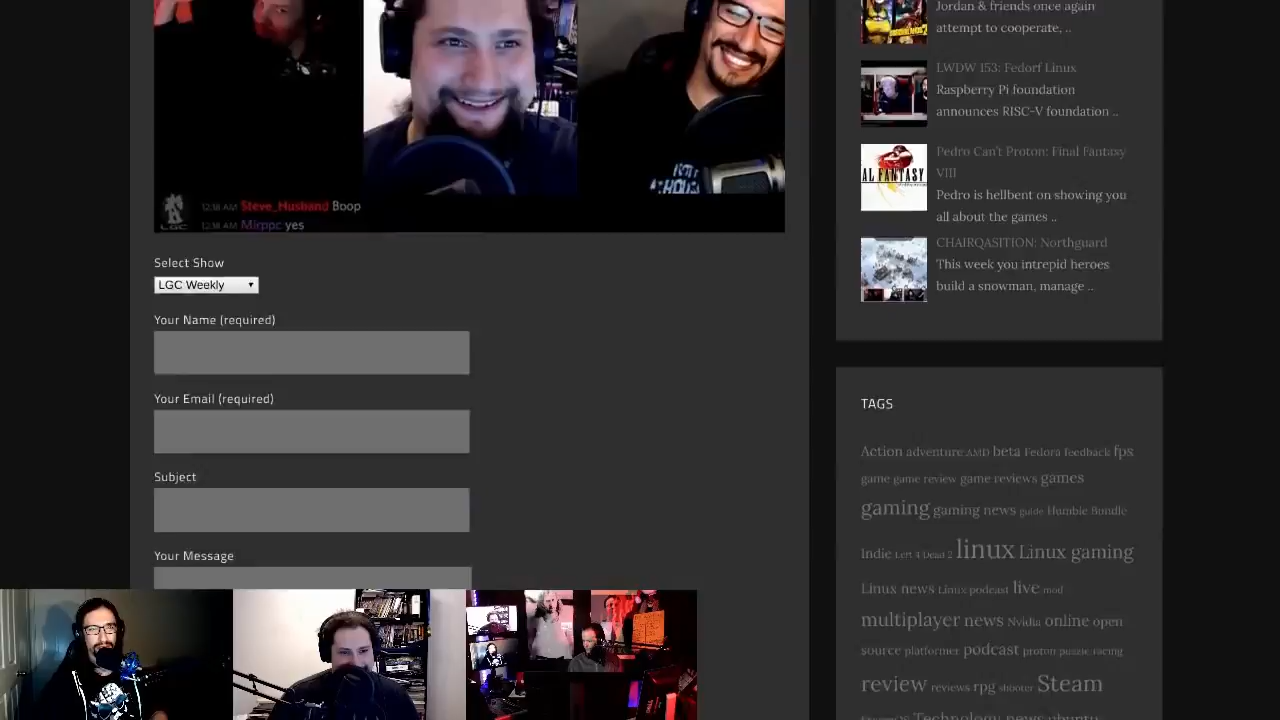 12:38 AM Steve_Husband Boop
12:38 AM Mirppc yes
LGC
Select Show
LGC Weekly
Your Name (required)
Your Email (required)
Subject
Your Message
Jordan & friends once again
attempt to cooperate, ..
LWDW 153: Fedorf Linux
Raspberry Pi foundation
announces RISC-V foundation ..
AL FANTASY
Pedro Can't Proton: Final Fantasy
VIII
Pedro is hellbent on showing you
all about the games ..
CHAIRQASITION: Northguard
This week you intrepid heroes
build a snowman, manage ..
TAGS
Action adventure AMD beta Fedora feedback fps
game game review game reviews games
gaming gaming news guide Humble Bundle
Indie Left 4 Dead 2 linux Linux gaming
Linux news Linux podcast live mod
multiplayer news Nvidia online open
source platformer podcast proton puzzle racing
review reviews rpg shooter Steam
Technology news ubuntu